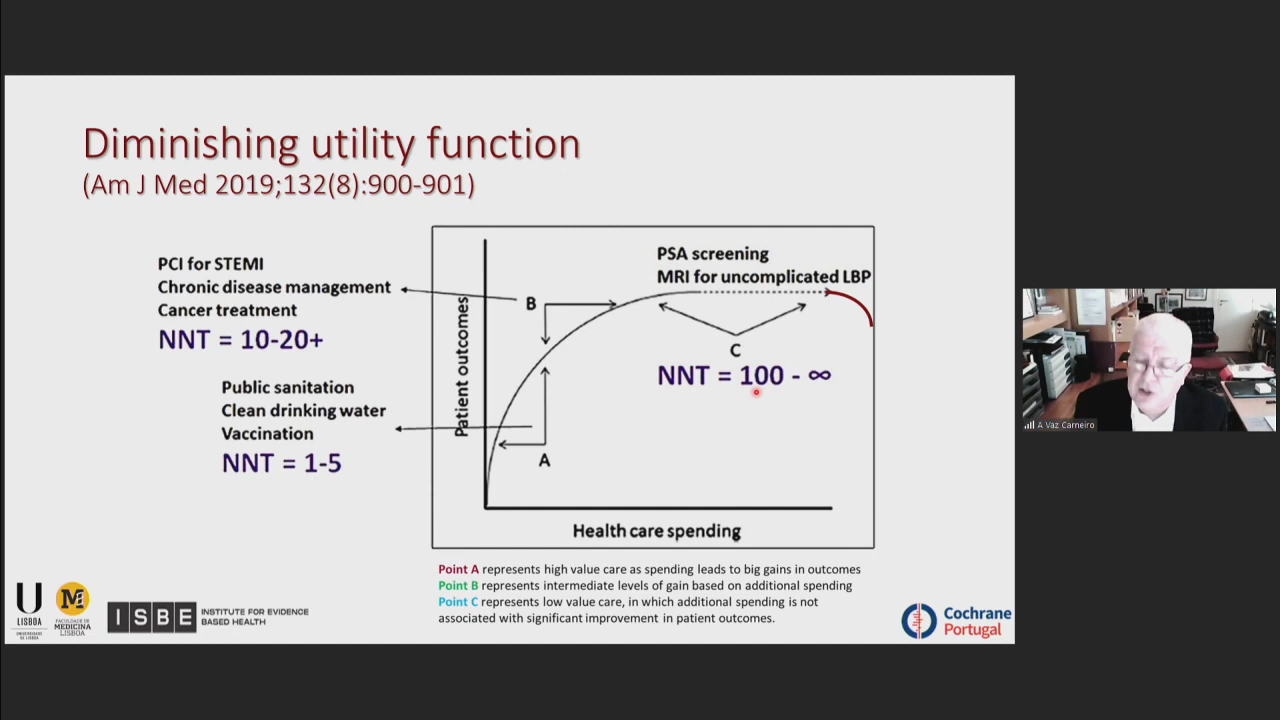 Diminishing utility function
(Am J Med 2019;132(8):900-901)
PCI for STEMI
Chronic disease management
Cancer treatment
NNT = 10-20+
Public sanitation
Clean drinking water
Vaccination
NNT = 1-5
Patient outcomes
B
A
PSA screening
MRI for uncomplicated LBP
C
NNT = 100 - ∞
Health care spending
Point A represents high value care as spending leads to big gains in outcomes
Point B represents intermediate levels of gain based on additional spending
Point C represents low value care, in which additional spending is not
associated with significant improvement in patient outcomes.
U
LISBOA
UNIVERSIDADE
DE LISBOA
M
FACULDADE DE
MEDICINA
LISBOA
ISBE
INSTITUTE FOR EVIDENCE
BASED HEALTH
Cochrane
Portugal
A Vaz Carneiro